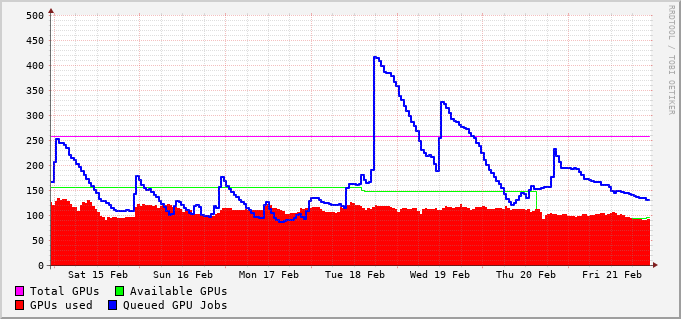 500
450
400
350
300
250
200
150
100
50
0
Sat 15 Feb Sun 16 Feb Mon 17 Feb Tue 18 Feb Wed 19 Feb Thu 20 Feb Fri 21 Feb
Total GPUs Available GPUs
GPUs used Queued GPU Jobs
RRDTOOL / TOBI OETIKER